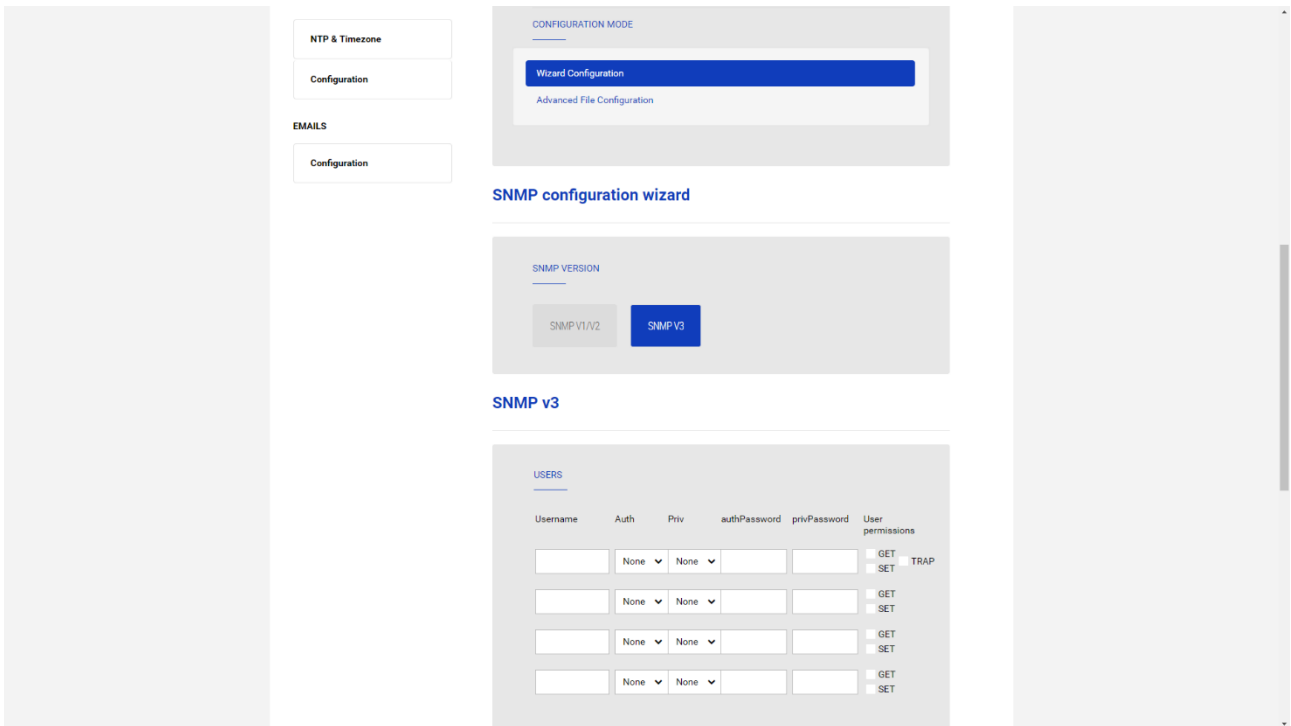 NTP & Timezone
Configuration
EMAILS
Configuration
CONFIGURATION MODE
Wizard Configuration
Advanced File Configuration
SNMP configuration wizard
SNMP VERSION
SNMP V1/V2 SNMP V3
SNMP v3
USERS
Username Auth Priv authPassword privPassword User permissions
None None GET SET TRAP
None None GET SET
None None GET SET
None None GET SET